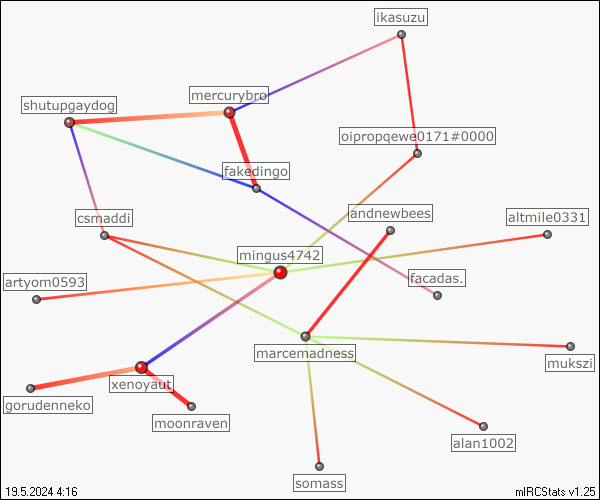 ikasuzu
mercurybro
shutupgaydog
oipropqewe0171#0000
fakedingo
andnewbees
csmaddi
altmile0331
mingus4742
artyom0593
facadas.
marcemadness
mukszi
xenoyaut
gorudenneko
moonraven
alan1002
somass
19.5.2024 4:16
mIRCStats v1.25